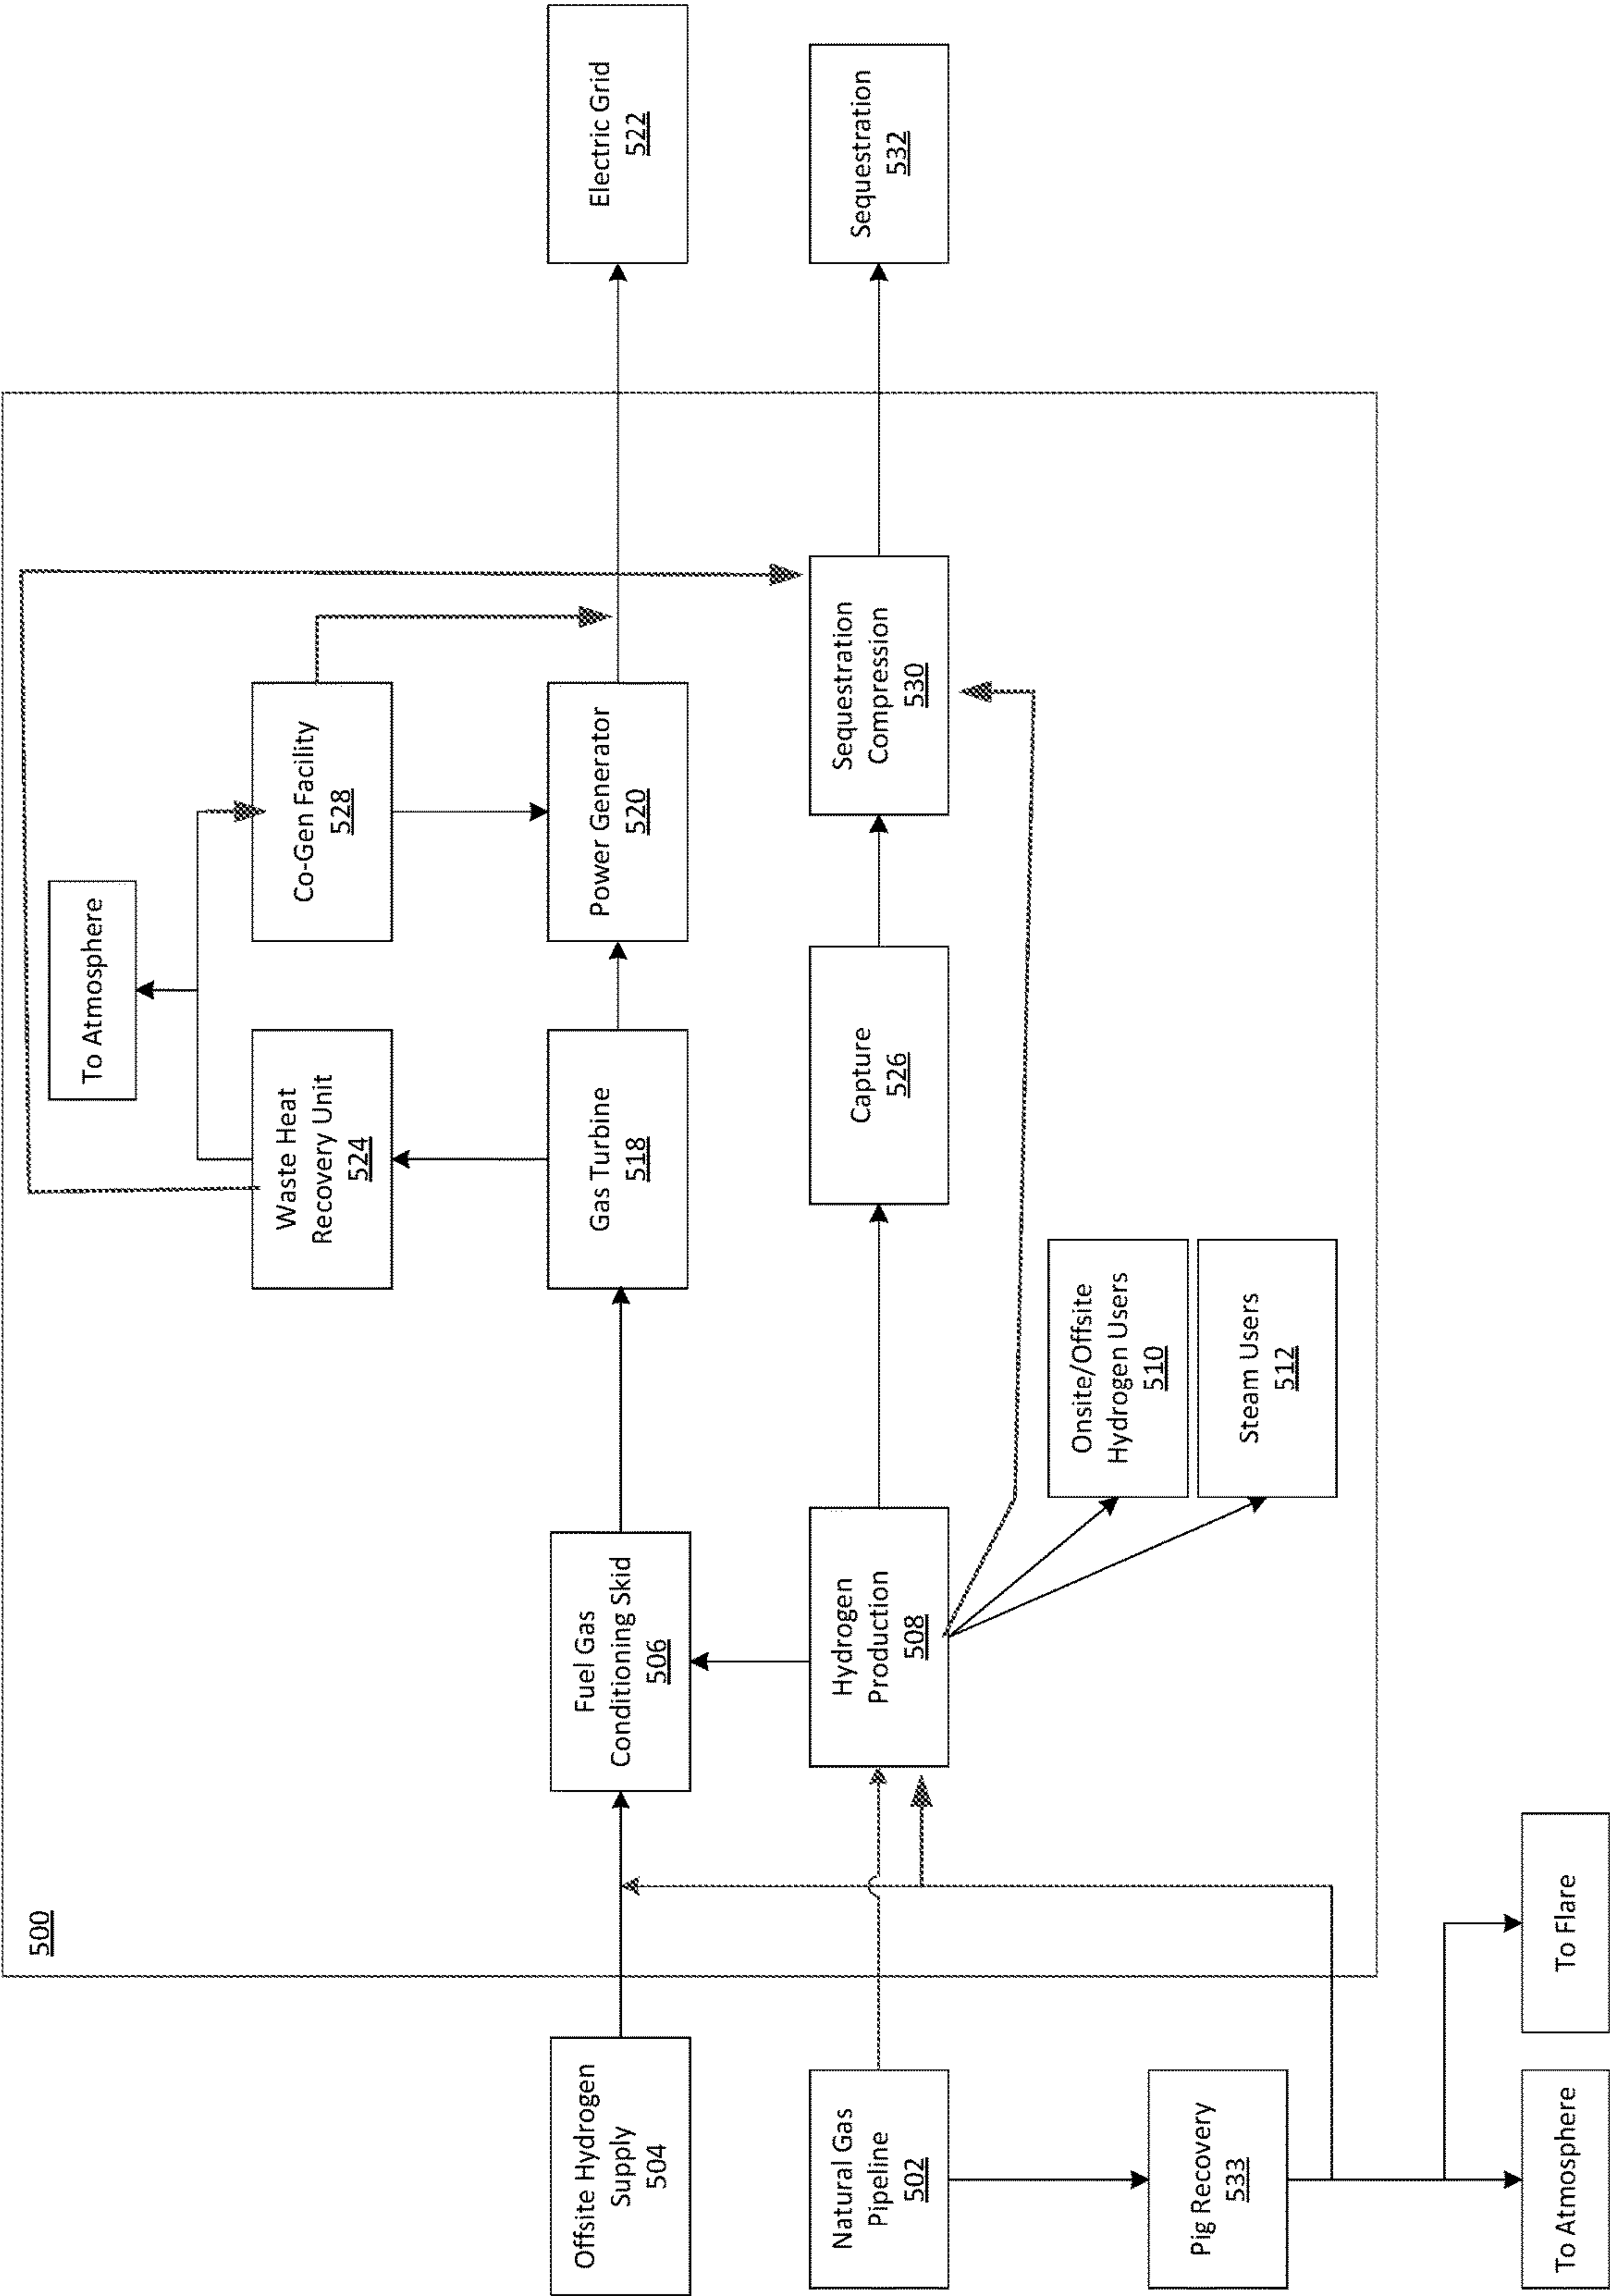 500
To Atmosphere
Waste Heat
Recovery Unit
524
Co-Gen Facility
528
Offsite Hydrogen
Supply
504
Fuel Gas
Conditioning Skid
506
Gas Turbine
518
Power Generator
520
Electric Grid
522
Natural Gas
Pipeline
502
Hydrogen
Production
508
Capture
526
Sequestration
Compression
530
Sequestration
532
Pig Recovery
533
Onsite/Offsite
Hydrogen Users
510
Steam Users
512
To Atmosphere
To Flare